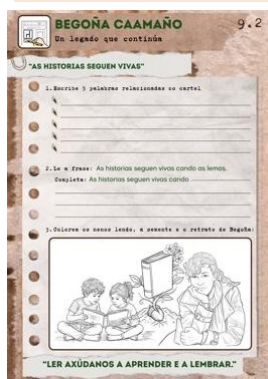 BEGOÑA CAAMAÑO
9.2
Un legado que continúa
"AS HISTORIAS SEGUEN VIVAS"
1. Escribe 5 palabras relacionadas co cartel
2. Le a frase: As historias seguen vivas cando as lemos.
Completa: As historias seguen vivas cando
3. Colorea os nenos lendo, a semente e o retrato de Begoña:
"LER AXÚDANOS A APRENDER E A LEMBRAR."